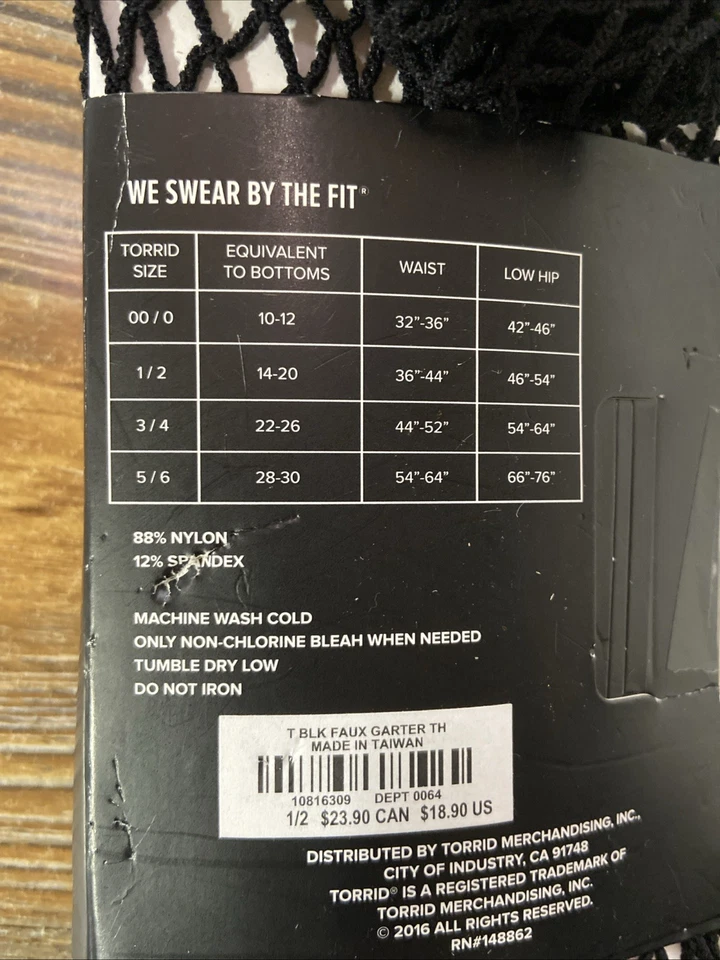 WE SWEAR BY THE FIT®
TORRID SIZE EQUIVALENT TO BOTTOMS WAIST LOW HIP
00 / 0 10-12 32”-36” 42”-46”
1 / 2 14-20 36”-44” 46”-54”
3 / 4 22-26 44”-52” 54”-64”
5 / 6 28-30 54”-64” 66”-76”
88% NYLON
12% SPANDEX
MACHINE WASH COLD
ONLY NON-CHLORINE BLEAH WHEN NEEDED
TUMBLE DRY LOW
DO NOT IRON
T BLK FAUX GARTER TH
MADE IN TAIWAN
10816309 DEPT 0064
1/2 $23.90 CAN $18.90 US
DISTRIBUTED BY TORRID MERCHANDISING, INC.,
CITY OF INDUSTRY, CA 91748
TORRID® IS A REGISTERED TRADEMARK OF
TORRID MERCHANDISING, INC.
© 2016 ALL RIGHTS RESERVED.
RN#148862